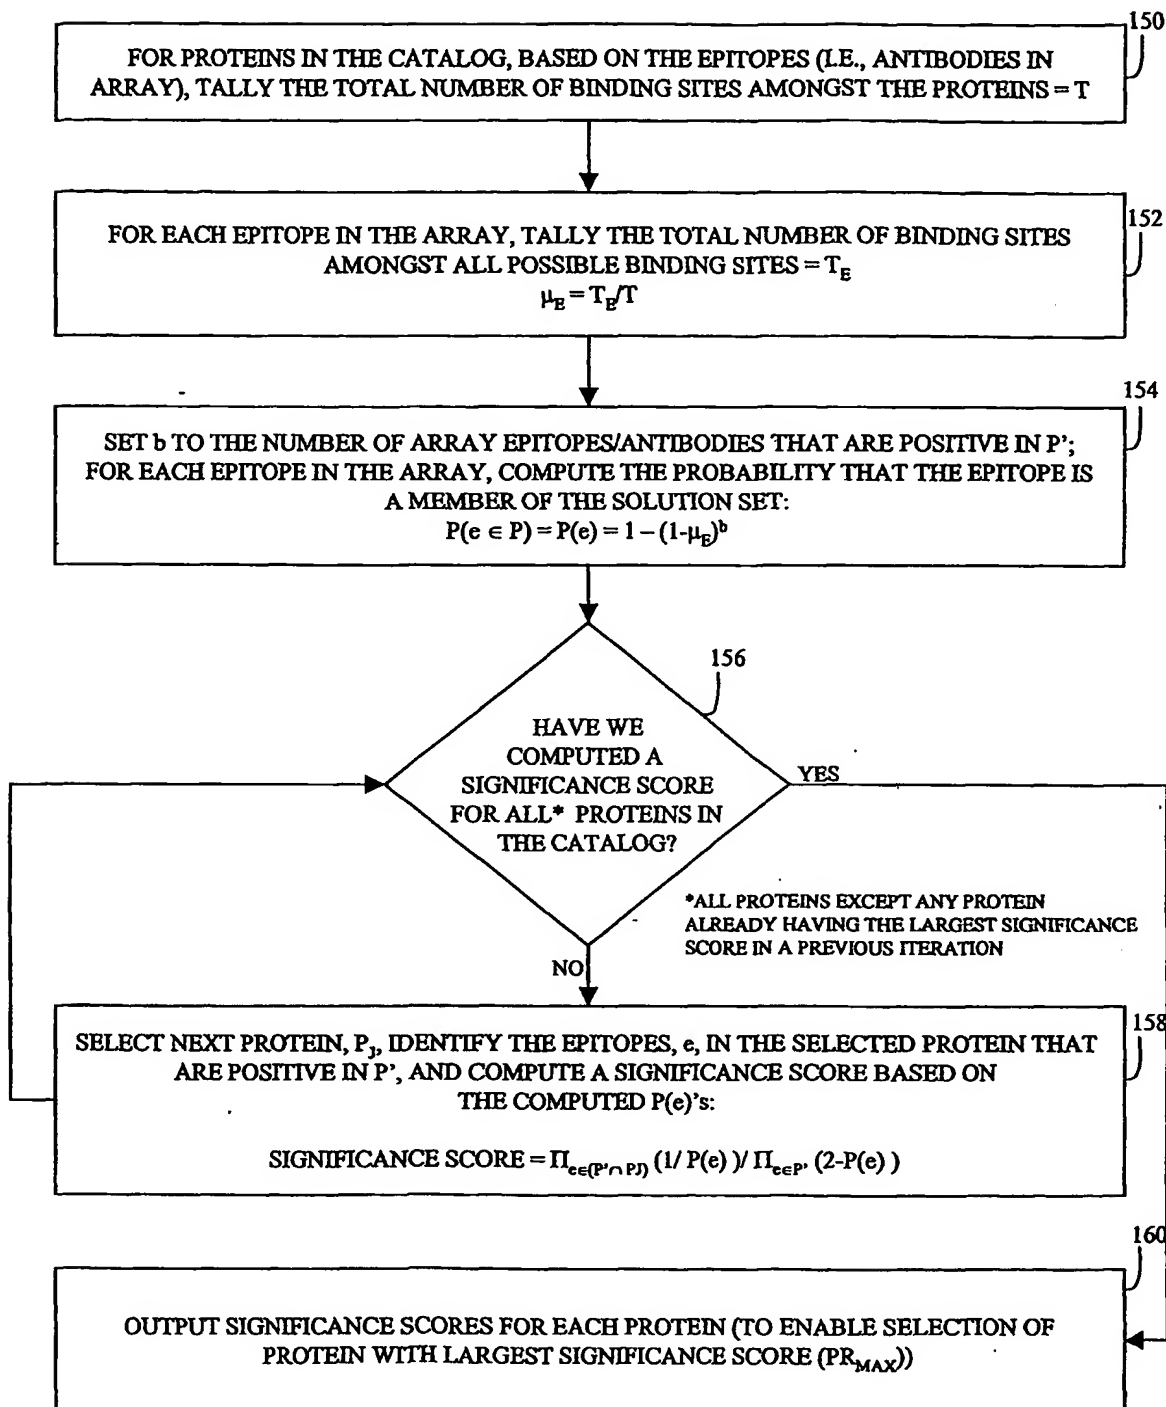 150
FOR PROTEINS IN THE CATALOG, BASED ON THE EPITOPES (I.E., ANTIBODIES IN
ARRAY), TALLY THE TOTAL NUMBER OF BINDING SITES AMONGST THE PROTEINS = T
152
FOR EACH EPITOPE IN THE ARRAY, TALLY THE TOTAL NUMBER OF BINDING SITES
AMONGST ALL POSSIBLE BINDING SITES = T_E
μ_E = T_E/T
154
SET b TO THE NUMBER OF ARRAY EPITOPES/ANTIBODIES THAT ARE POSITIVE IN P';
FOR EACH EPITOPE IN THE ARRAY, COMPUTE THE PROBABILITY THAT THE EPITOPE IS
A MEMBER OF THE SOLUTION SET:
P(e ∈ P) = P(e) = 1 – (1-μ_E)^b
156
HAVE WE
COMPUTED A
SIGNIFICANCE SCORE
FOR ALL* PROTEINS IN
THE CATALOG?
YES
*ALL PROTEINS EXCEPT ANY PROTEIN
ALREADY HAVING THE LARGEST SIGNIFICANCE
SCORE IN A PREVIOUS ITERATION
NO
158
SELECT NEXT PROTEIN, P_J, IDENTIFY THE EPITOPES, e, IN THE SELECTED PROTEIN THAT
ARE POSITIVE IN P', AND COMPUTE A SIGNIFICANCE SCORE BASED ON
THE COMPUTED P(e)'s:
SIGNIFICANCE SCORE = Π_e∈(P'∩PJ) (1/ P(e) )/ Π_e∈P' (2-P(e) )
160
OUTPUT SIGNIFICANCE SCORES FOR EACH PROTEIN (TO ENABLE SELECTION OF
PROTEIN WITH LARGEST SIGNIFICANCE SCORE (PR_MAX))